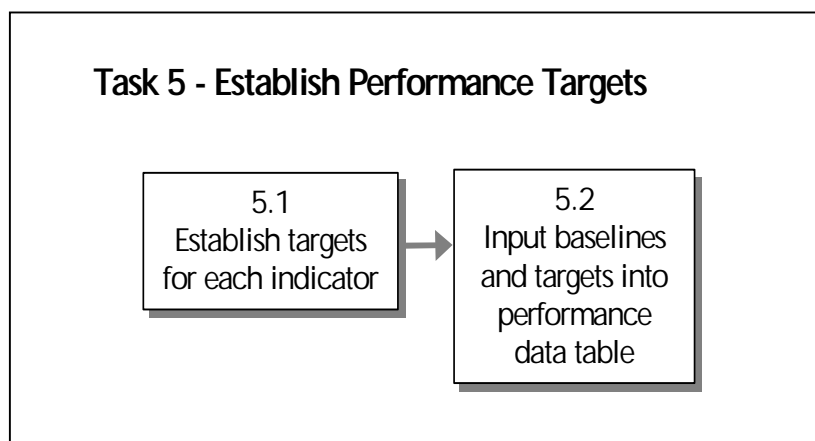 Task 5 - Establish Performance Targets
5.1
Establish targets
for each indicator
5.2
Input baselines
and targets into
performance
data table